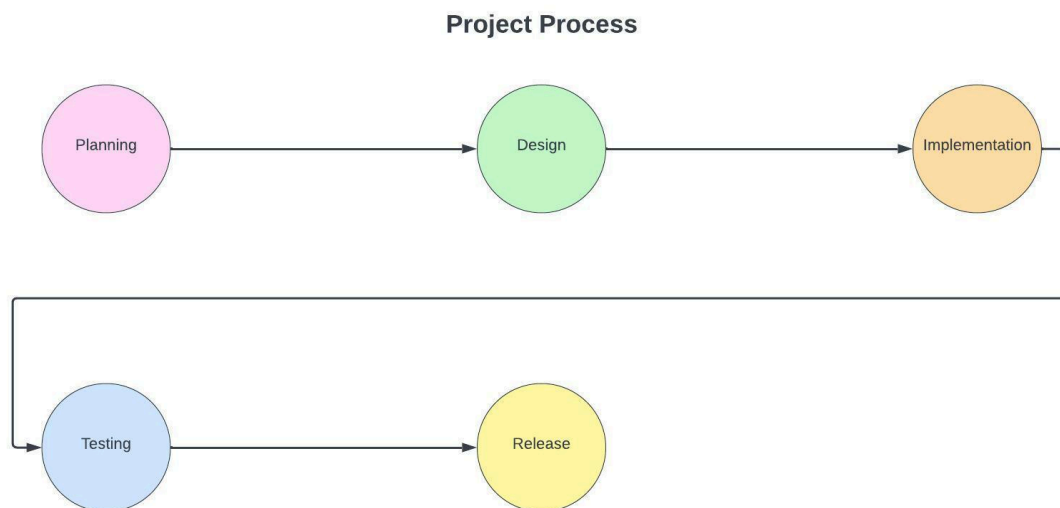 Project Process
Planning
Design
Implementation
Testing
Release